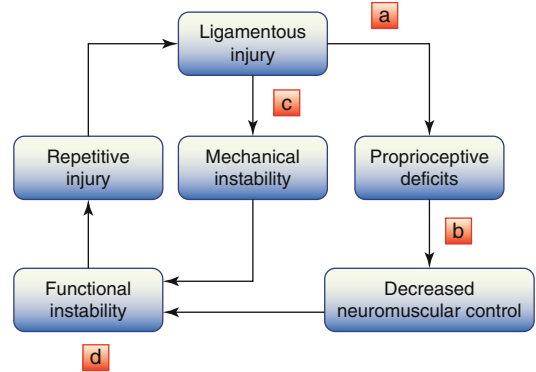 a
Ligamentous
injury
c
Repetitive
injury
Mechanical
instability
Proprioceptive
deficits
b
Functional
instability
Decreased
neuromuscular control
d